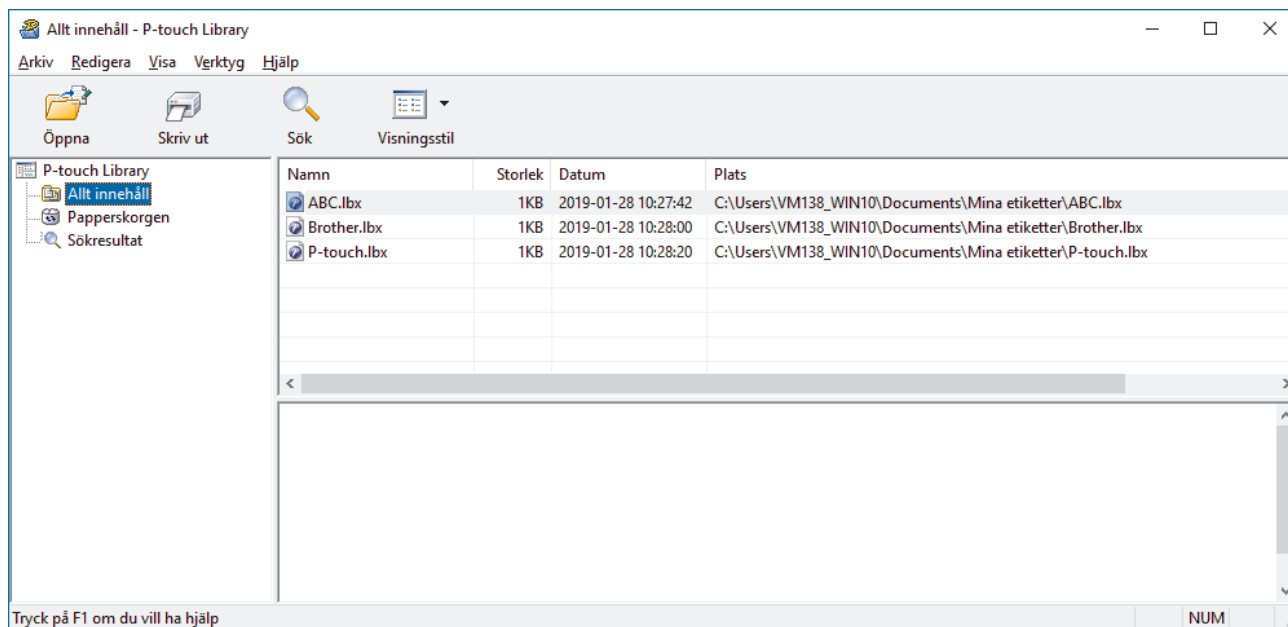 Allt innehåll - P-touch Library
Arkiv Redigera Visa Verktyg Hjälp
Öppna Skriv ut Sök Visningsstil
P-touch Library
Allt innehåll
Papperskorgen
Sökresultat
Namn Storlek Datum Plats
ABC.lbx 1KB 2019-01-28 10:27:42 C:\Users\VM138_WIN10\Documents\Mina etiketter\ABC.lbx
Brother.lbx 1KB 2019-01-28 10:28:00 C:\Users\VM138_WIN10\Documents\Mina etiketter\Brother.lbx
P-touch.lbx 1KB 2019-01-28 10:28:20 C:\Users\VM138_WIN10\Documents\Mina etiketter\P-touch.lbx
Tryck på F1 om du vill ha hjälp NUM